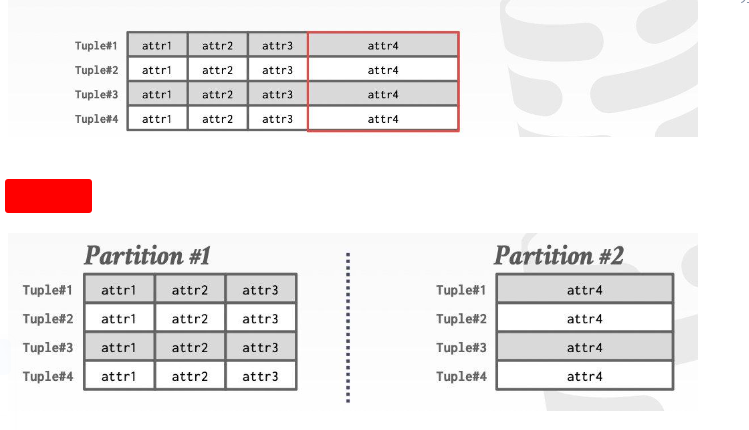 Tuple#1 attr1 attr2 attr3 attr4
Tuple#2 attr1 attr2 attr3 attr4
Tuple#3 attr1 attr2 attr3 attr4
Tuple#4 attr1 attr2 attr3 attr4
Partition #1 Partition #2
Tuple#1 attr1 attr2 attr3 Tuple#1 attr4
Tuple#2 attr1 attr2 attr3 Tuple#2 attr4
Tuple#3 attr1 attr2 attr3 Tuple#3 attr4
Tuple#4 attr1 attr2 attr3 Tuple#4 attr4